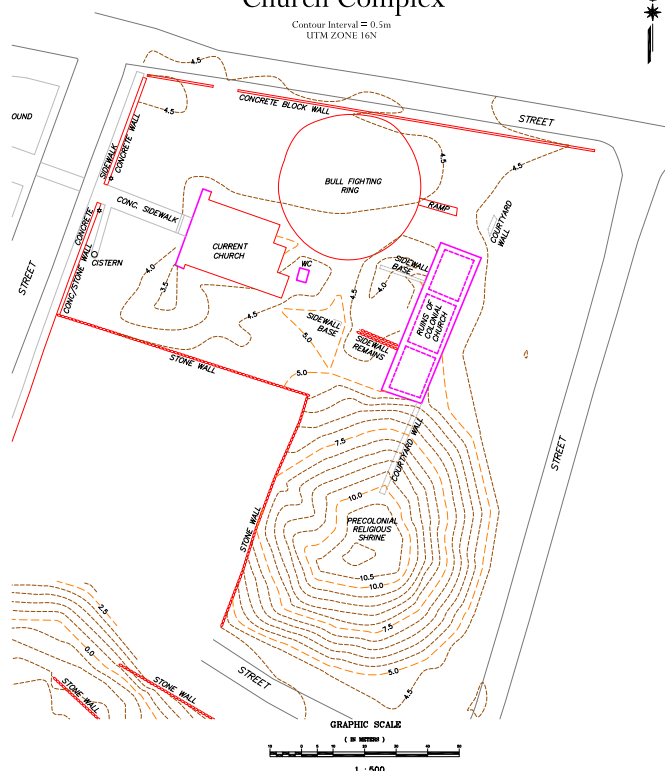 Church Complex
Contour Interval = 0.5m
UTM ZONE 16N
4.5
4.5
CONCRETE BLOCK WALL
STREET
OUND
SIDEWALK
CONCRETE WALL
4.5
4.5
BULL FIGHTING
RING
RAMP
CONC. SIDEWALK
CONCRETE
COURTYARD
WALL
CURRENT
CHURCH
CISTERN
CONC/STONE WALL
STREET
4.0
3.5
WC
SIDEWALL
BASE
4.5
4.0
4.5
SIDEWALL
BASE
5.0
SIDEWALL
REMAINS
RUINS OF
COLONIAL
CHURCH
STONE WALL
5.0
7.5
COURTYARD WALL
STREET
10.0
STONE WALL
PRECOLONIAL
RELIGIOUS
SHRINE
10.5
10.0
7.5
2.5
0.0
5.0
4.5
STREET
STONE WALL
STONE WALL
GRAPHIC SCALE
( IN METERS )
1 : 500